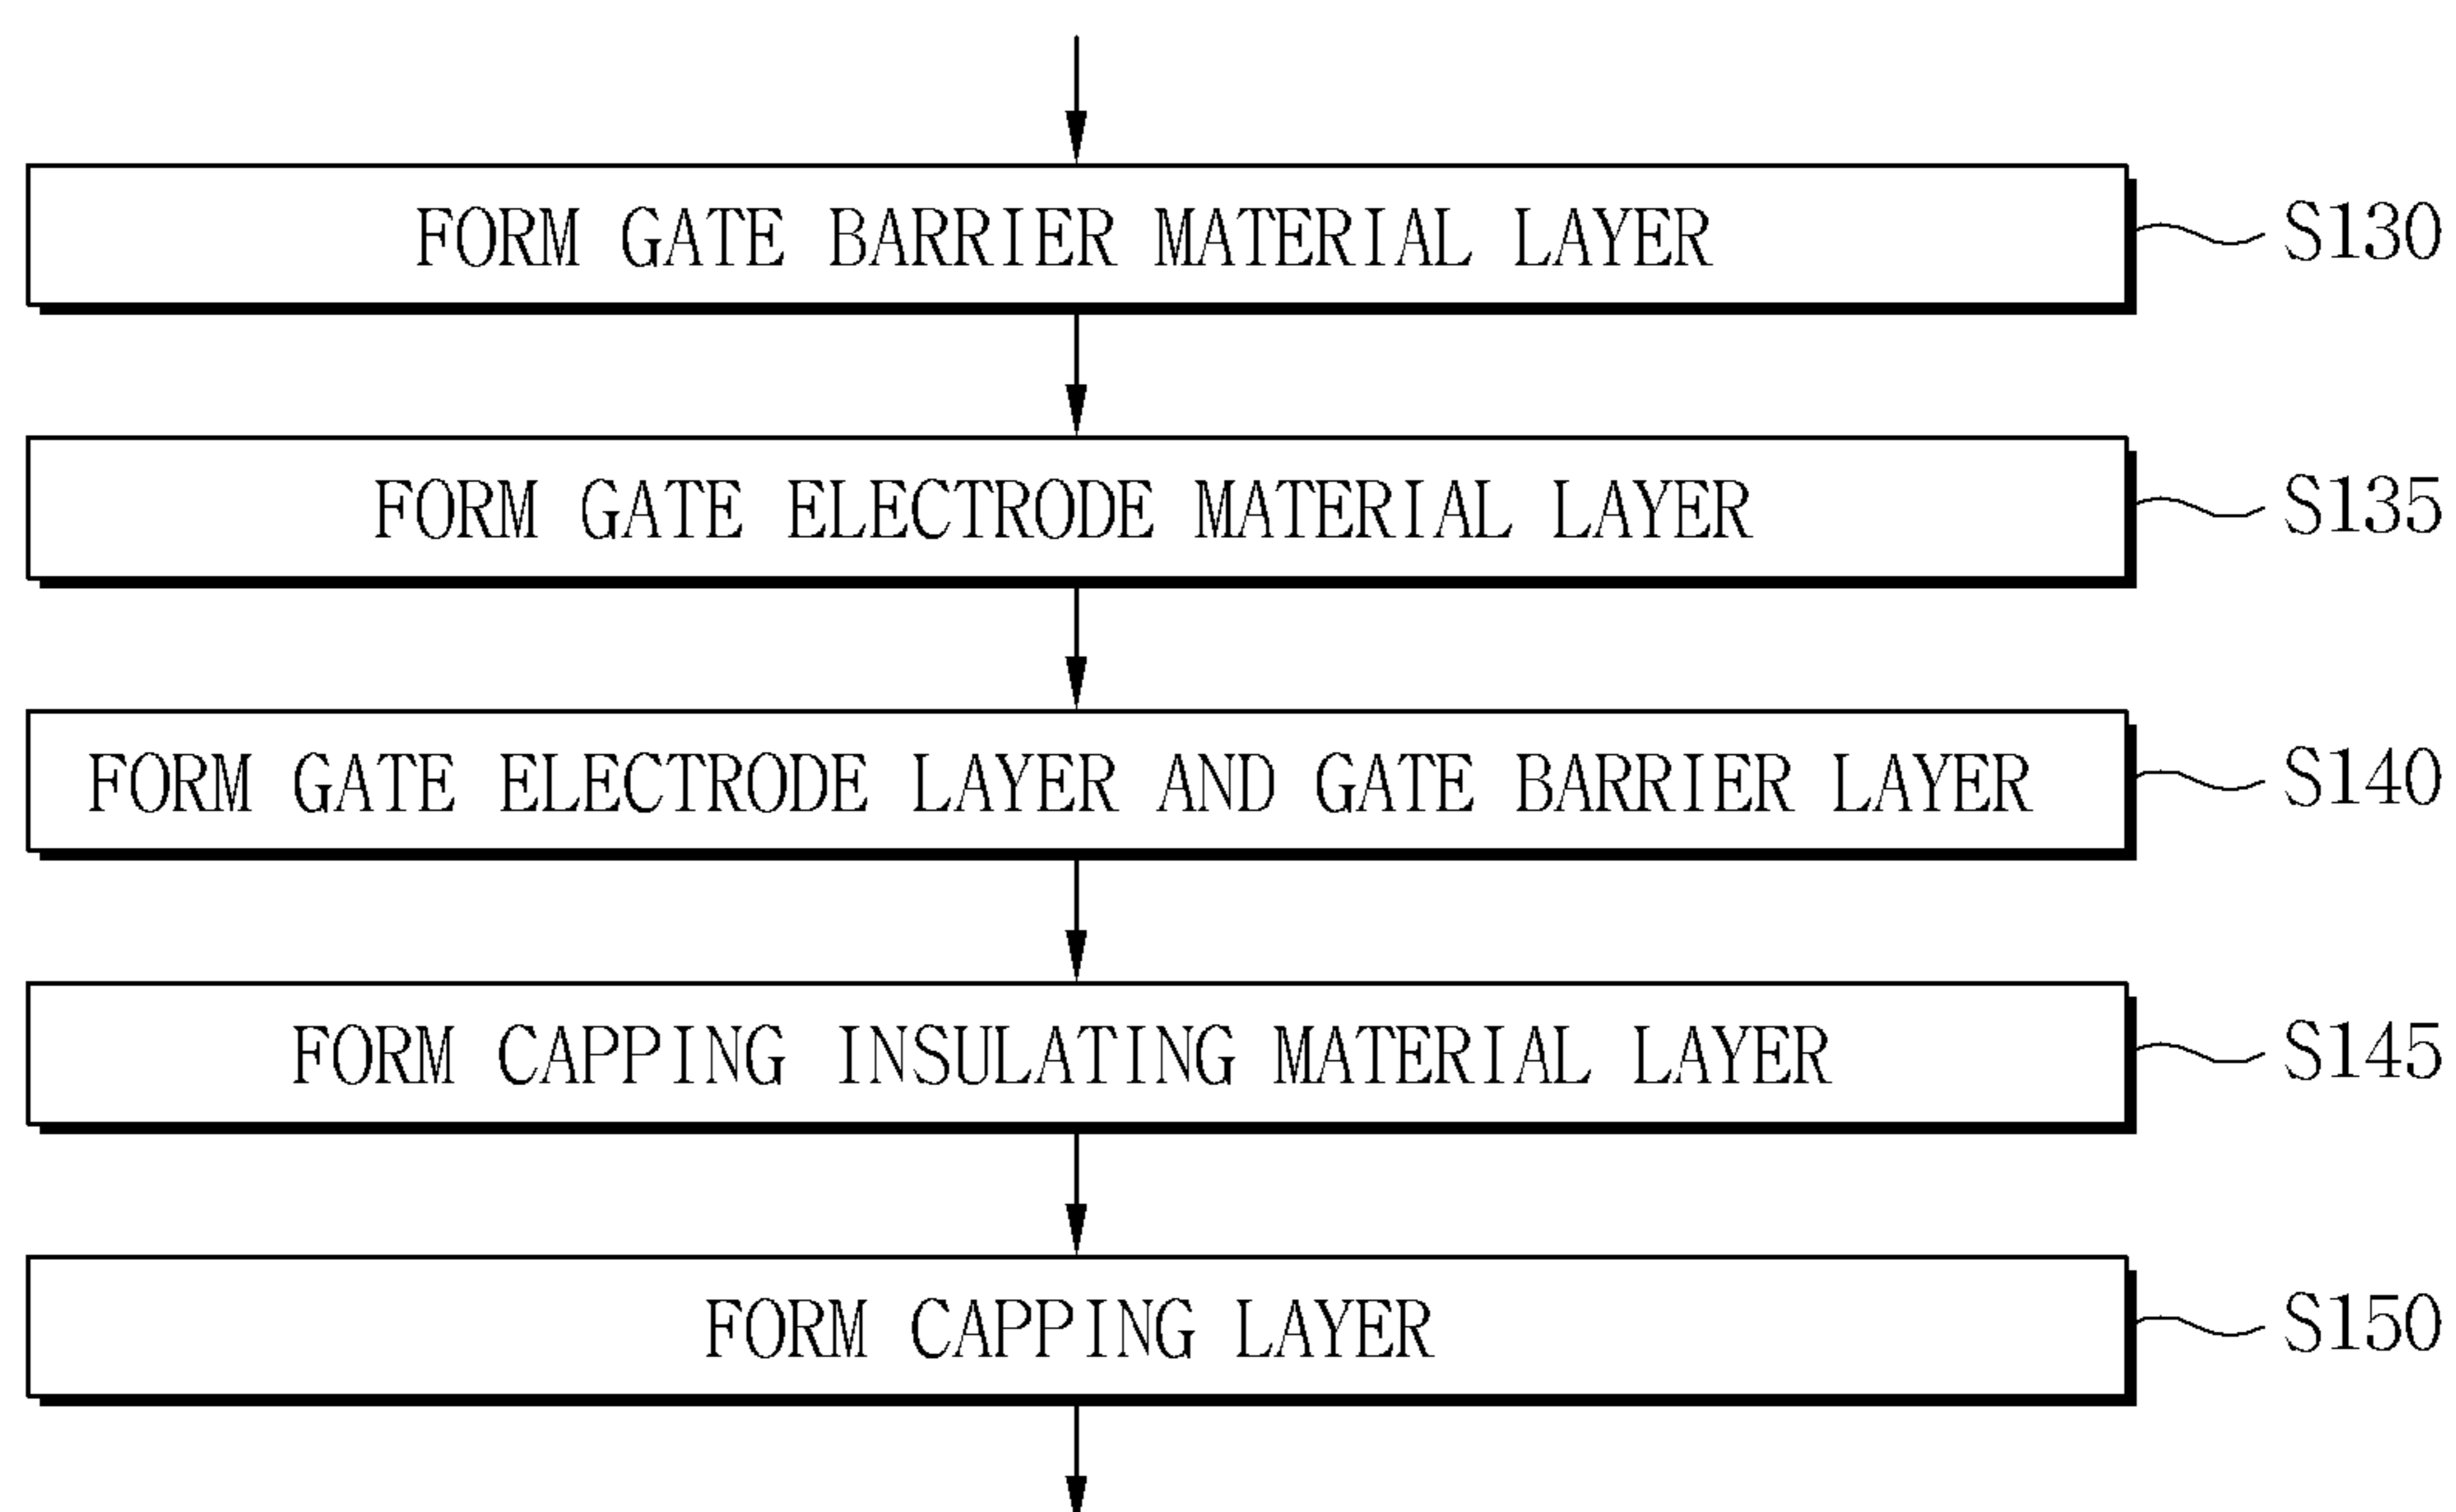 FORM GATE BARRIER MATERIAL LAYER S130
FORM GATE ELECTRODE MATERIAL LAYER S135
FORM GATE ELECTRODE LAYER AND GATE BARRIER LAYER S140
FORM CAPPING INSULATING MATERIAL LAYER S145
FORM CAPPING LAYER S150